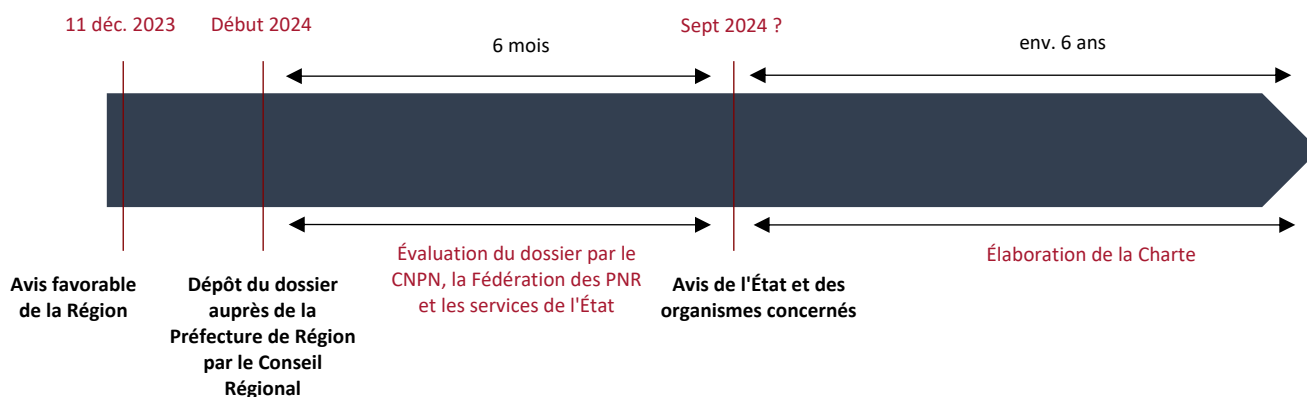 11 déc. 2023
Début 2024
6 mois
Sept 2024 ?
env. 6 ans
Avis favorable
de la Région
Dépôt du dossier
auprès de la
Préfecture de Région
par le Conseil
Régional
Évaluation du dossier par le
CNPN, la Fédération des PNR
et les services de l'État
Avis de l'État et des
organismes concernés
Élaboration de la Charte